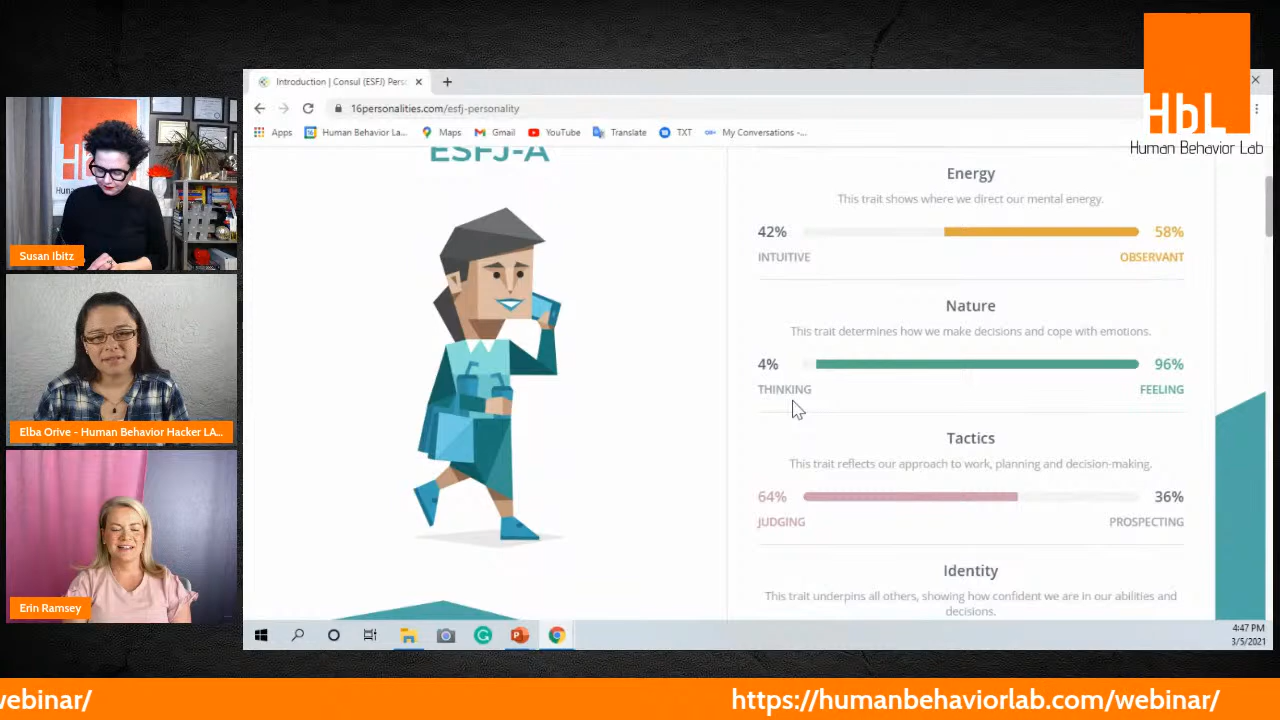 Introduction | Consul (ESFJ) Pers
16personalities.com/esfj-personality
Apps
Human Behavior La...
Maps
Gmail
YouTube
Translate
TXT
My Conversations -...
HbL
Human Behavior Lab
ESFJ-A
Energy
This trait shows where we direct our mental energy.
42%
58%
INTUITIVE
OBSERVANT
Nature
This trait determines how we make decisions and cope with emotions.
4%
96%
THINKING
FEELING
Tactics
This trait reflects our approach to work, planning and decision-making.
64%
36%
JUDGING
PROSPECTING
Identity
This trait underpins all others, showing how confident we are in our abilities and
decisions.
Susan Ibitz
Elba Orive - Human Behavior Hacker LA...
Erin Ramsey
4:47 PM
3/5/2021
webinar/
https://humanbehaviorlab.com/webinar/